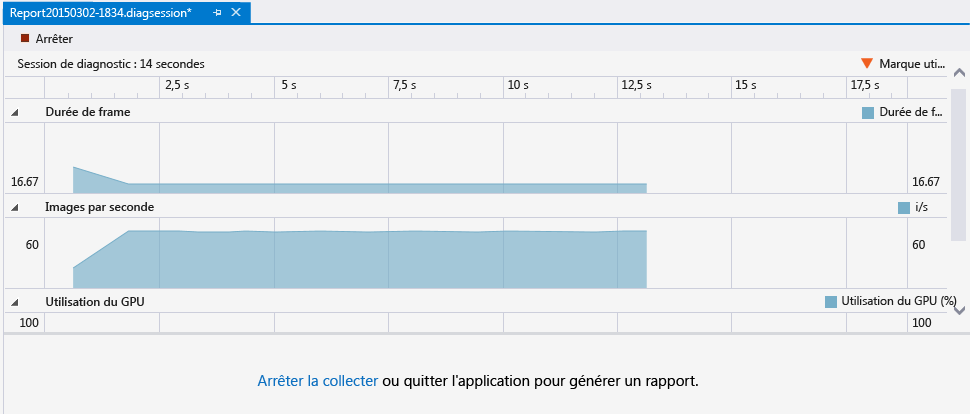 Report20150302-1834.diagsession*
Arrêter
Session de diagnostic : 14 secondes
Marque uti...
2,5 s 5 s 7,5 s 10 s 12,5 s 15 s 17,5 s
Durée de frame
Durée de f...
16.67 16.67
Images par seconde
i/s
60 60
Utilisation du GPU
Utilisation du GPU (%)
100 100
Arrêter la collecter ou quitter l'application pour générer un rapport.